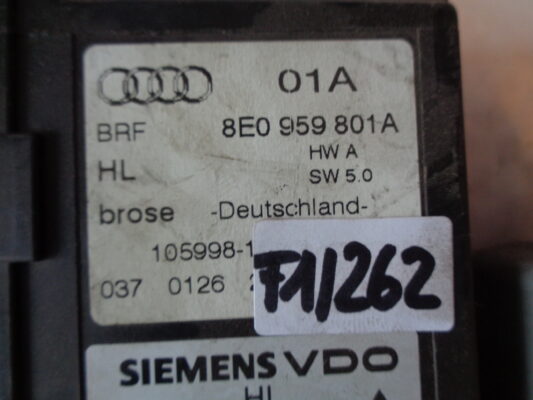 01A
BRF 8E0 959 801A
HL HW A
SW 5.0
brose -Deutschland-
105998-1
037 0126
F1/262
SIEMENS VDO
HL